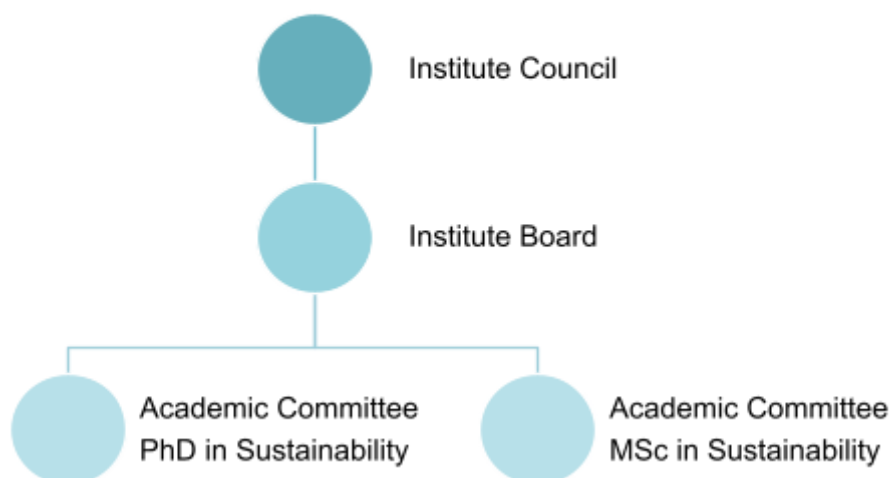 Institute Council
Institute Board
Academic Committee
PhD in Sustainability
Academic Committee
MSc in Sustainability